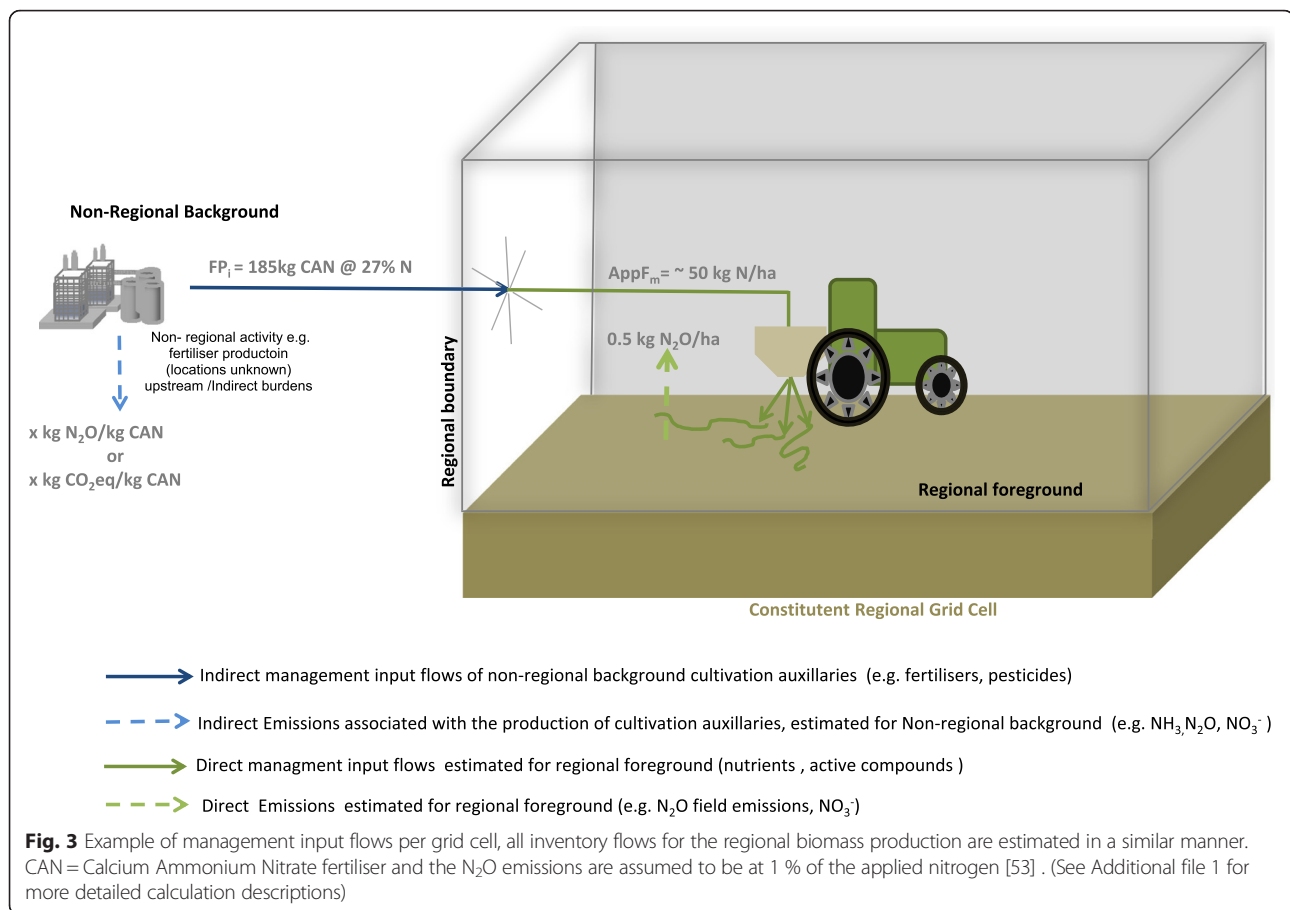 Non-Regional Background
FPi = 185kg CAN @ 27% N
AppFm= ~ 50 kg N/ha
0.5 kg N2O/ha
Non- regional activity e.g.
fertiliser productoin
(locations unknown)
upstream /Indirect burdens
x kg N2O/kg CAN
or
x kg CO2eq/kg CAN
Regional boundary
Regional foreground
Constitutent Regional Grid Cell
Indirect management input flows of non-regional background cultivation auxillaries (e.g. fertilisers, pesticides)
Indirect Emissions associated with the production of cultivation auxillaries, estimated for Non-regional background (e.g. NH3,N2O, NO3-)
Direct managment input flows estimated for regional foreground (nutrients , active compounds )
Direct Emissions estimated for regional foreground (e.g. N2O field emissions, NO3-)
Fig. 3 Example of management input flows per grid cell, all inventory flows for the regional biomass production are estimated in a similar manner.
CAN = Calcium Ammonium Nitrate fertiliser and the N2O emissions are assumed to be at 1 % of the applied nitrogen [53] . (See Additional file 1 for
more detailed calculation descriptions)